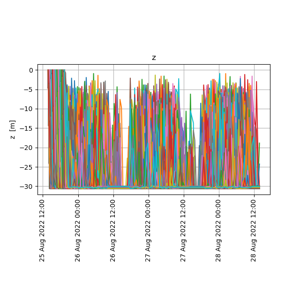 z
0
−5
−10
−15
−20
−25
−30
z [m]
25 Aug 2022 12:00
26 Aug 2022 00:00
26 Aug 2022 12:00
27 Aug 2022 00:00
27 Aug 2022 12:00
28 Aug 2022 00:00
28 Aug 2022 12:00